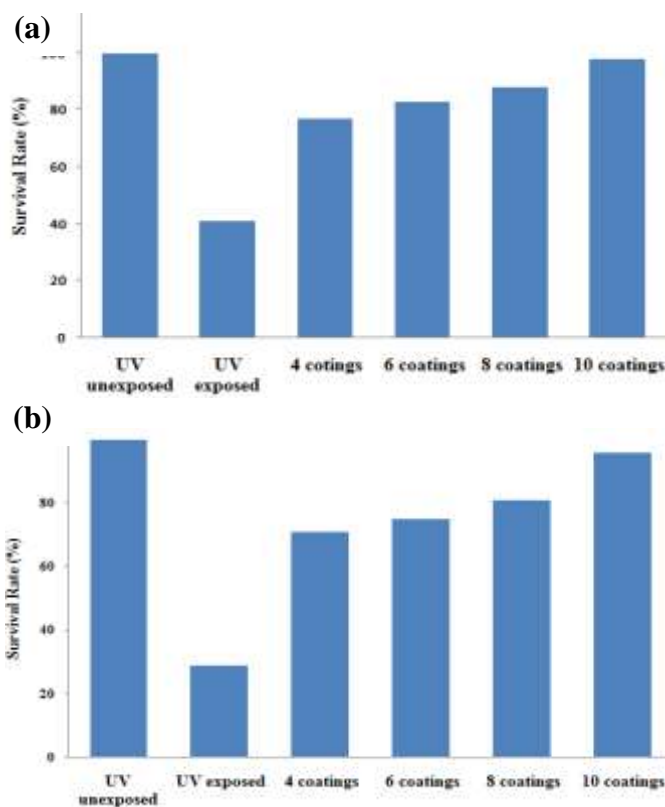 (a)
Survival Rate (%)
80
60
40
20
0
UV
unexposed
UV
exposed
4 cotings
6 coatings
8 coatings
10 coatings
(b)
Survival Rate (%)
80
60
40
20
0
UV
unexposed
UV exposed
4 coatings
6 coatings
8 coatings
10 coatings